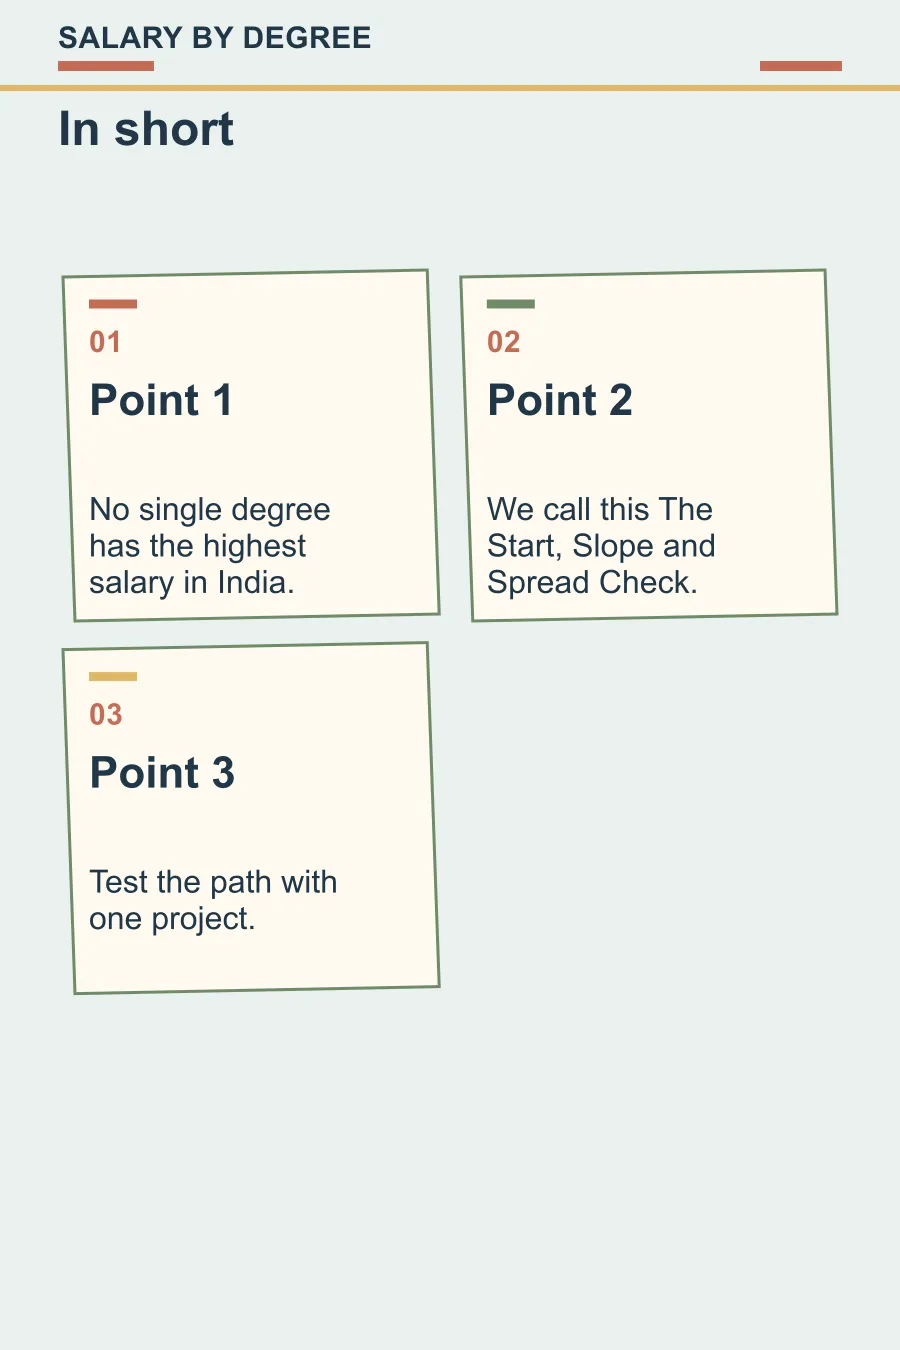 SALARY BY DEGREE
In short
01
Point 1
No single degree
has the highest
salary in India.
02
Point 2
We call this The
Start, Slope and
Spread Check.
03
Point 3
Test the path with
one project.